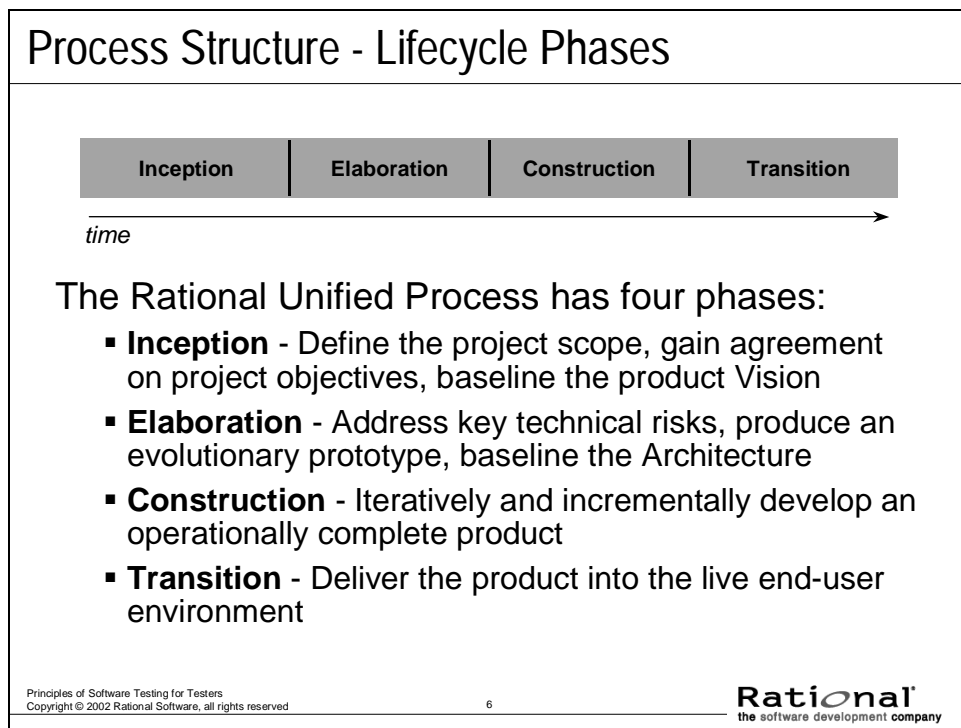 Process Structure - Lifecycle Phases
Inception Elaboration Construction Transition
time
The Rational Unified Process has four phases:
▪ Inception - Define the project scope, gain agreement
on project objectives, baseline the product Vision
▪ Elaboration - Address key technical risks, produce an
evolutionary prototype, baseline the Architecture
▪ Construction - Iteratively and incrementally develop an
operationally complete product
▪ Transition - Deliver the product into the live end-user
environment
Principles of Software Testing for Testers
Copyright © 2002 Rational Software, all rights reserved
6
Rational
the software development company